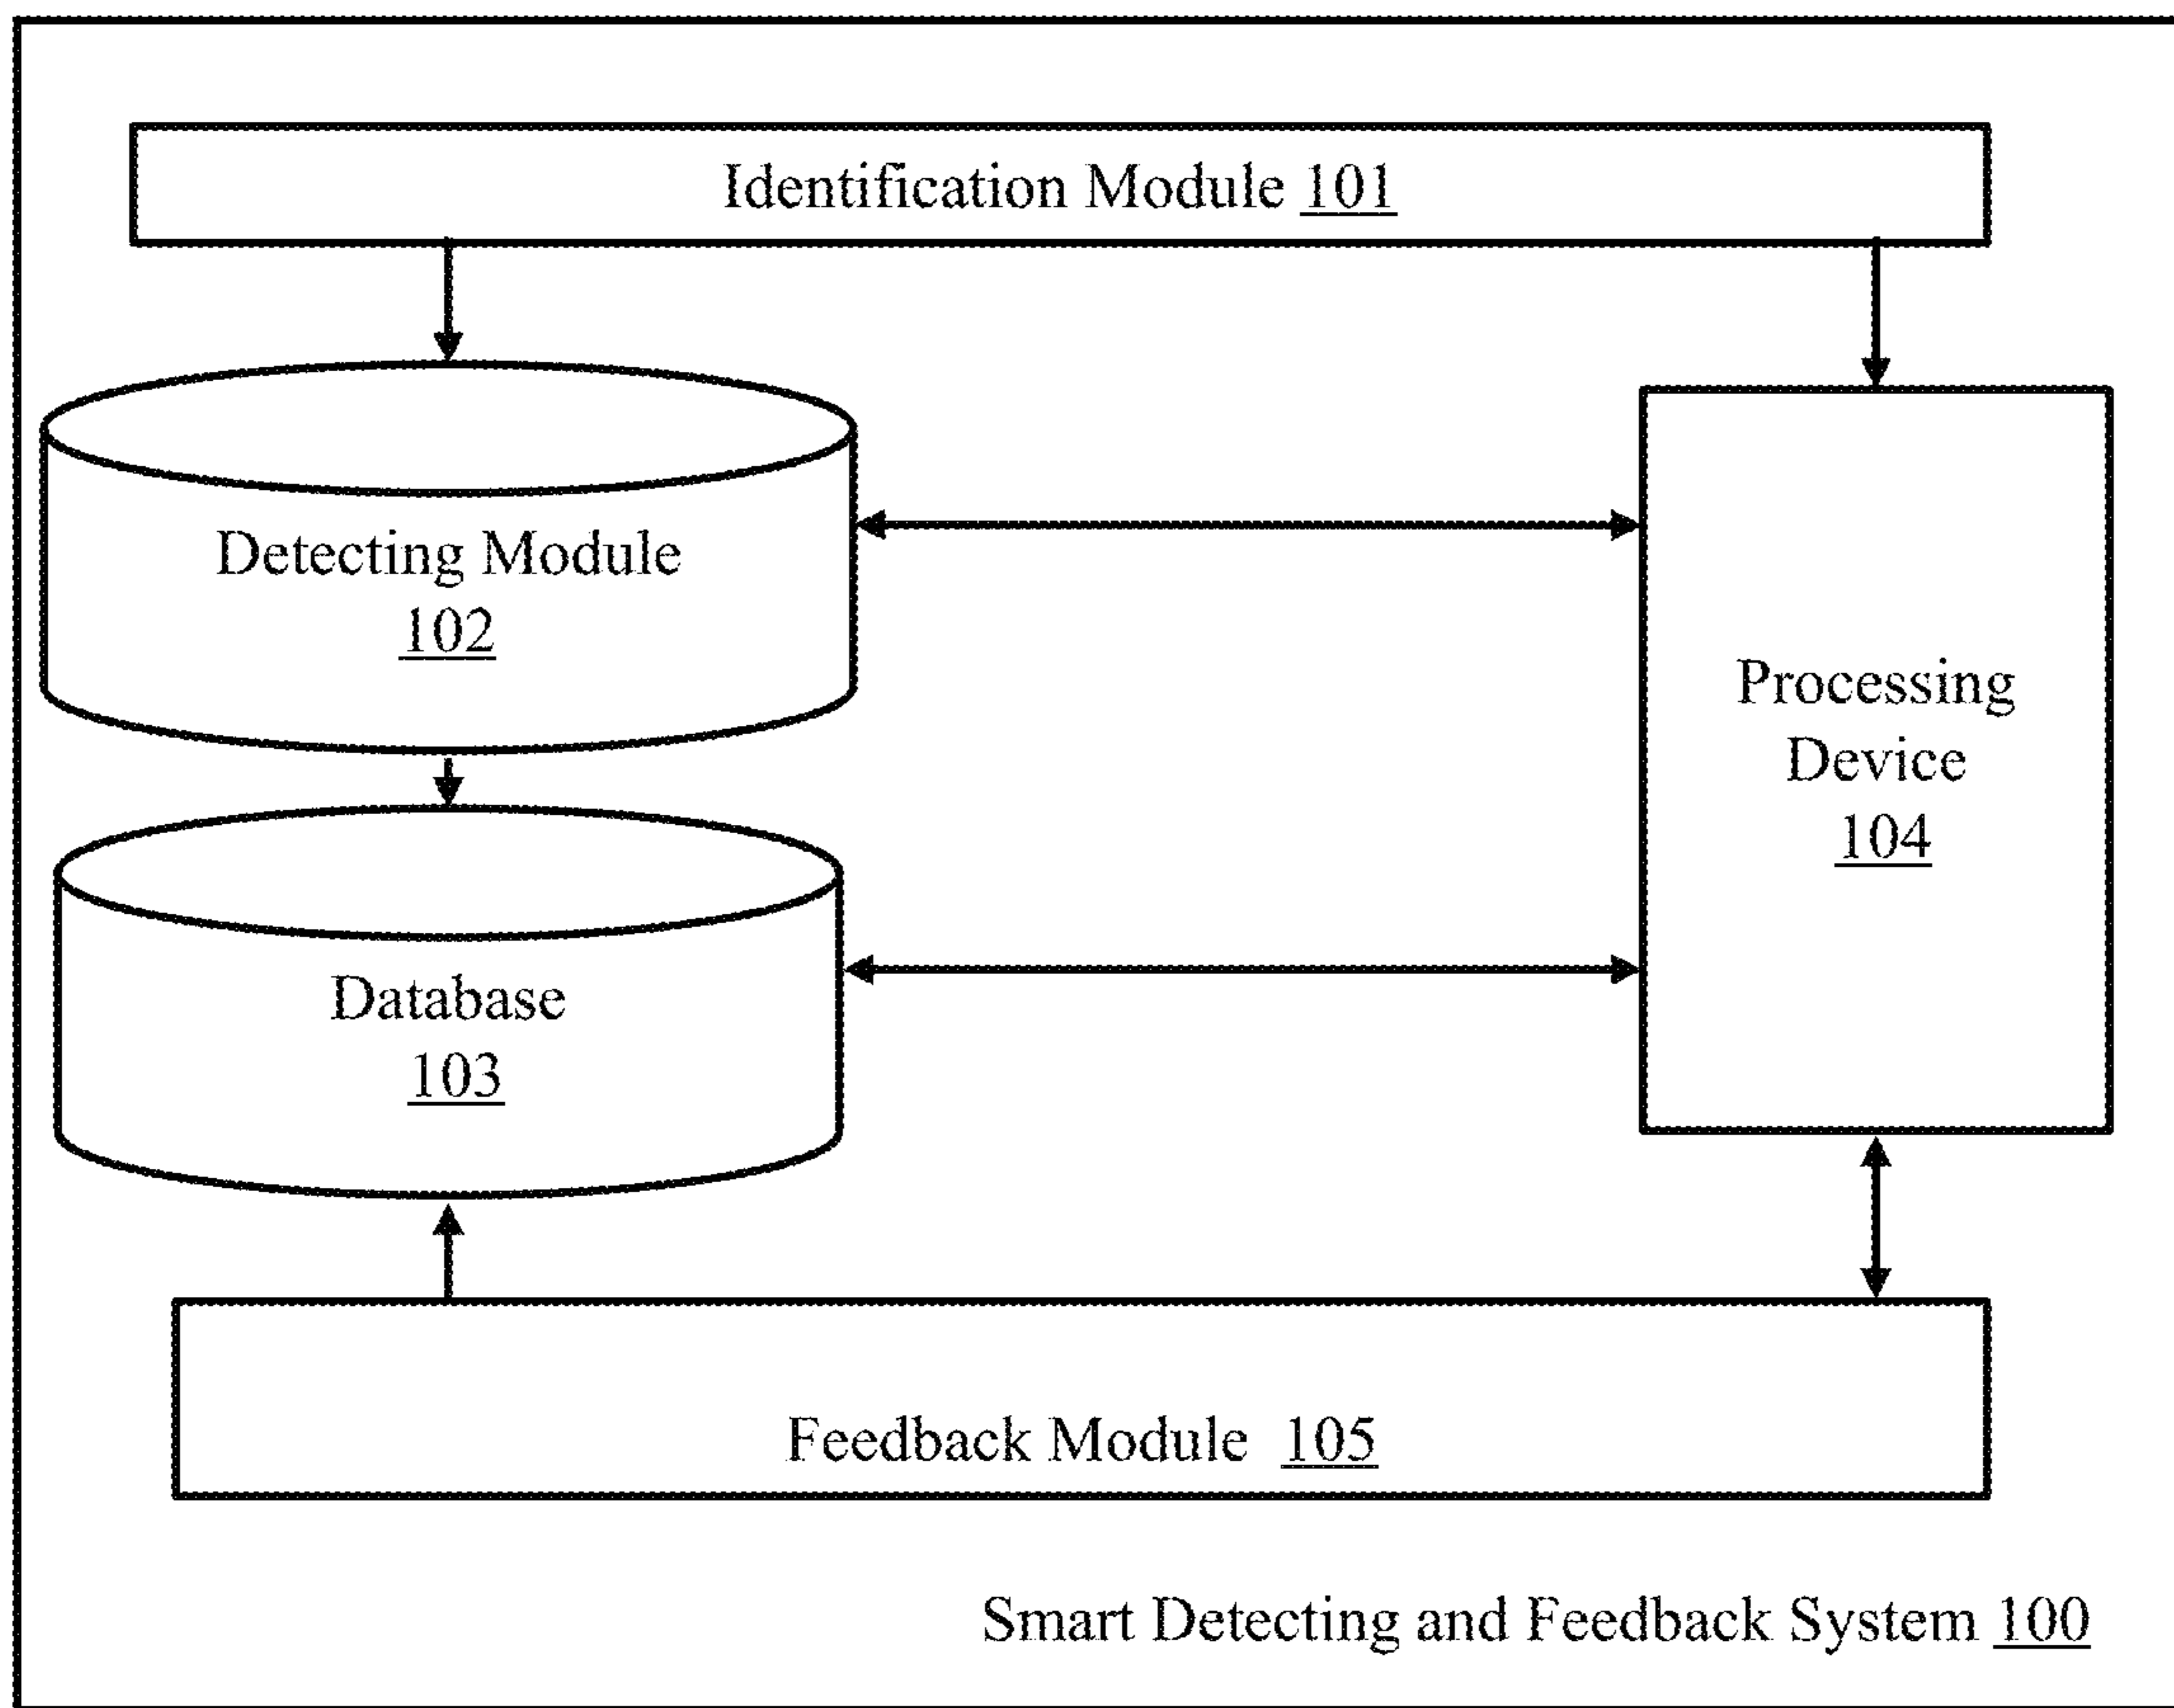 Identification Module 101
Detecting Module
102
Processing
Device
104
Database
103
Feedback Module 105
Smart Detecting and Feedback System 100